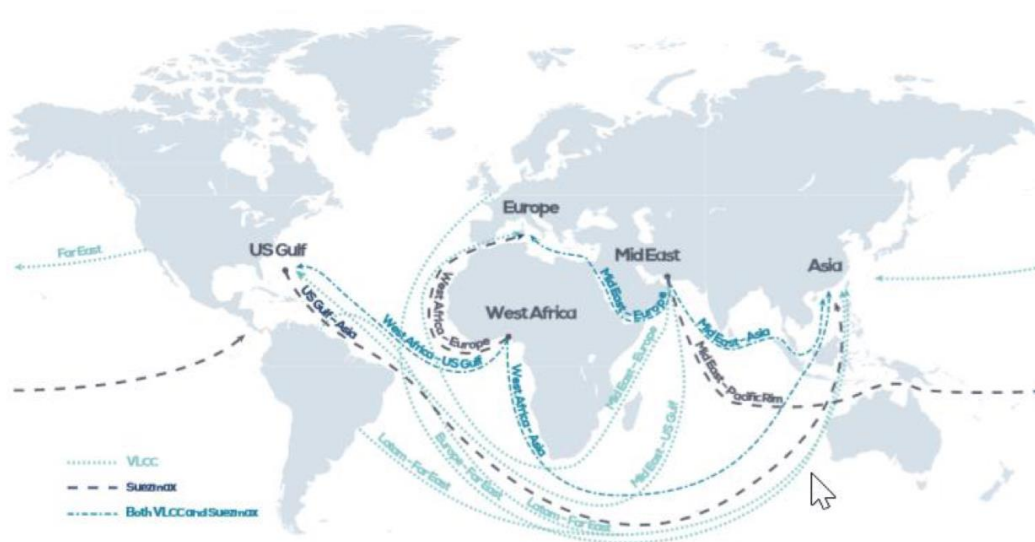 Europe
US Gulf
Mid East
Asia
Far East
West Africa
US Gulf - Asia
West Africa - Europe
West Africa - US Gulf
West Africa - Asia
Mid East - Europe
Mid East - Europe
Mid East - Asia
Mid East - Pacific Rim
Mid East - US Gulf
Latam - Far East
Europe - Far East
Latam - Far East
VLCC
Suezmax
Both VLCC and Suezmax